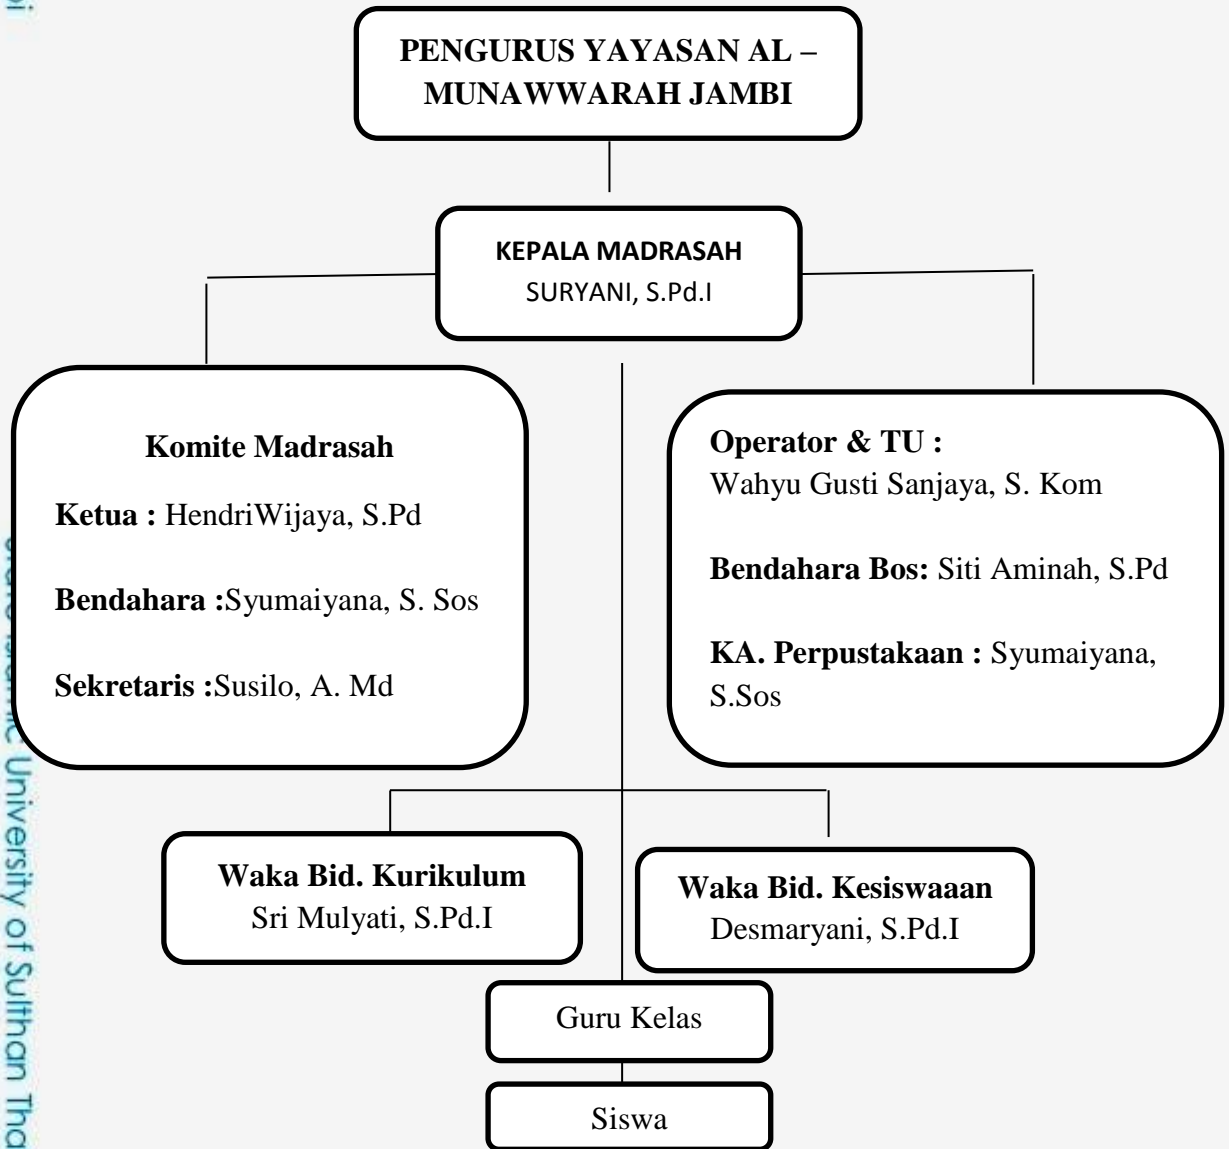 PENGURUS YAYASAN AL –
MUNAWWARAH JAMBI
KEPALA MADRASAH
SURYANI, S.Pd.I
Komite Madrasah
Ketua : HendriWijaya, S.Pd
Bendahara :Syumaiyana, S. Sos
Sekretaris :Susilo, A. Md
Operator & TU :
Wahyu Gusti Sanjaya, S. Kom
Bendahara Bos: Siti Aminah, S.Pd
KA. Perpustakaan : Syumaiyana,
S.Sos
Waka Bid. Kurikulum
Sri Mulyati, S.Pd.I
Waka Bid. Kesiswaaan
Desmaryani, S.Pd.I
Guru Kelas
Siswa
University of Sulthan Tha